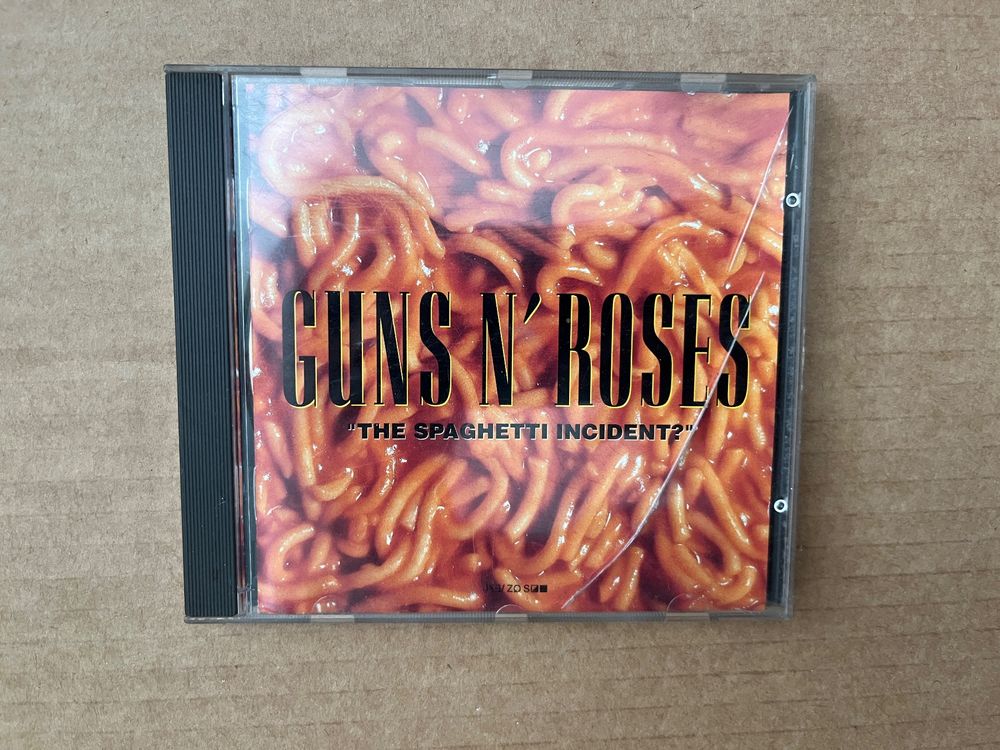 GUNS N' ROSES
"THE SPAGHETTI INCIDENT?"